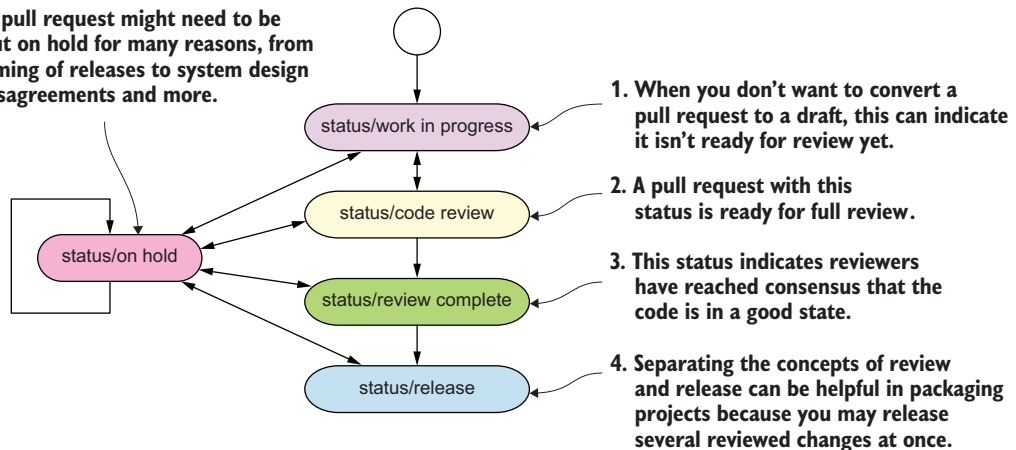 pull request might need to be
on hold for many reasons, from
of releases to system design
and more.
status/work in progress
status/code review
status/on hold
status/review complete
status/release
1. When you don’t want to convert a
pull request to a draft, this can indicate
it isn’t ready for review yet.
2. A pull request with this
status is ready for full review.
3. This status indicates reviewers
have reached consensus that the
code is in a good state.
4. Separating the concepts of review
and release can be helpful in packaging
projects because you may release
several reviewed changes at once.